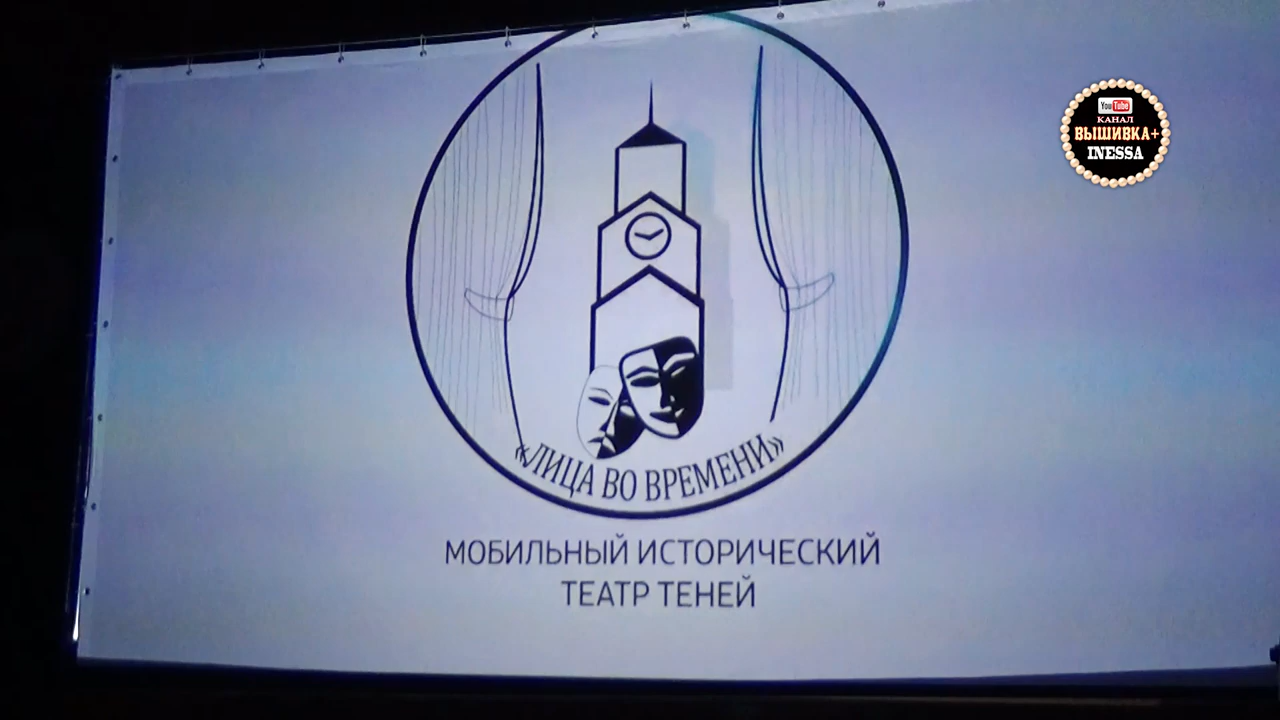 YouTube
КАНАЛ
ВЫШИВКА+
INESSA
«ЛИЦА ВО ВРЕМЕНИ»
МОБИЛЬНЫЙ ИСТОРИЧЕСКИЙ
ТЕАТР ТЕНЕЙ